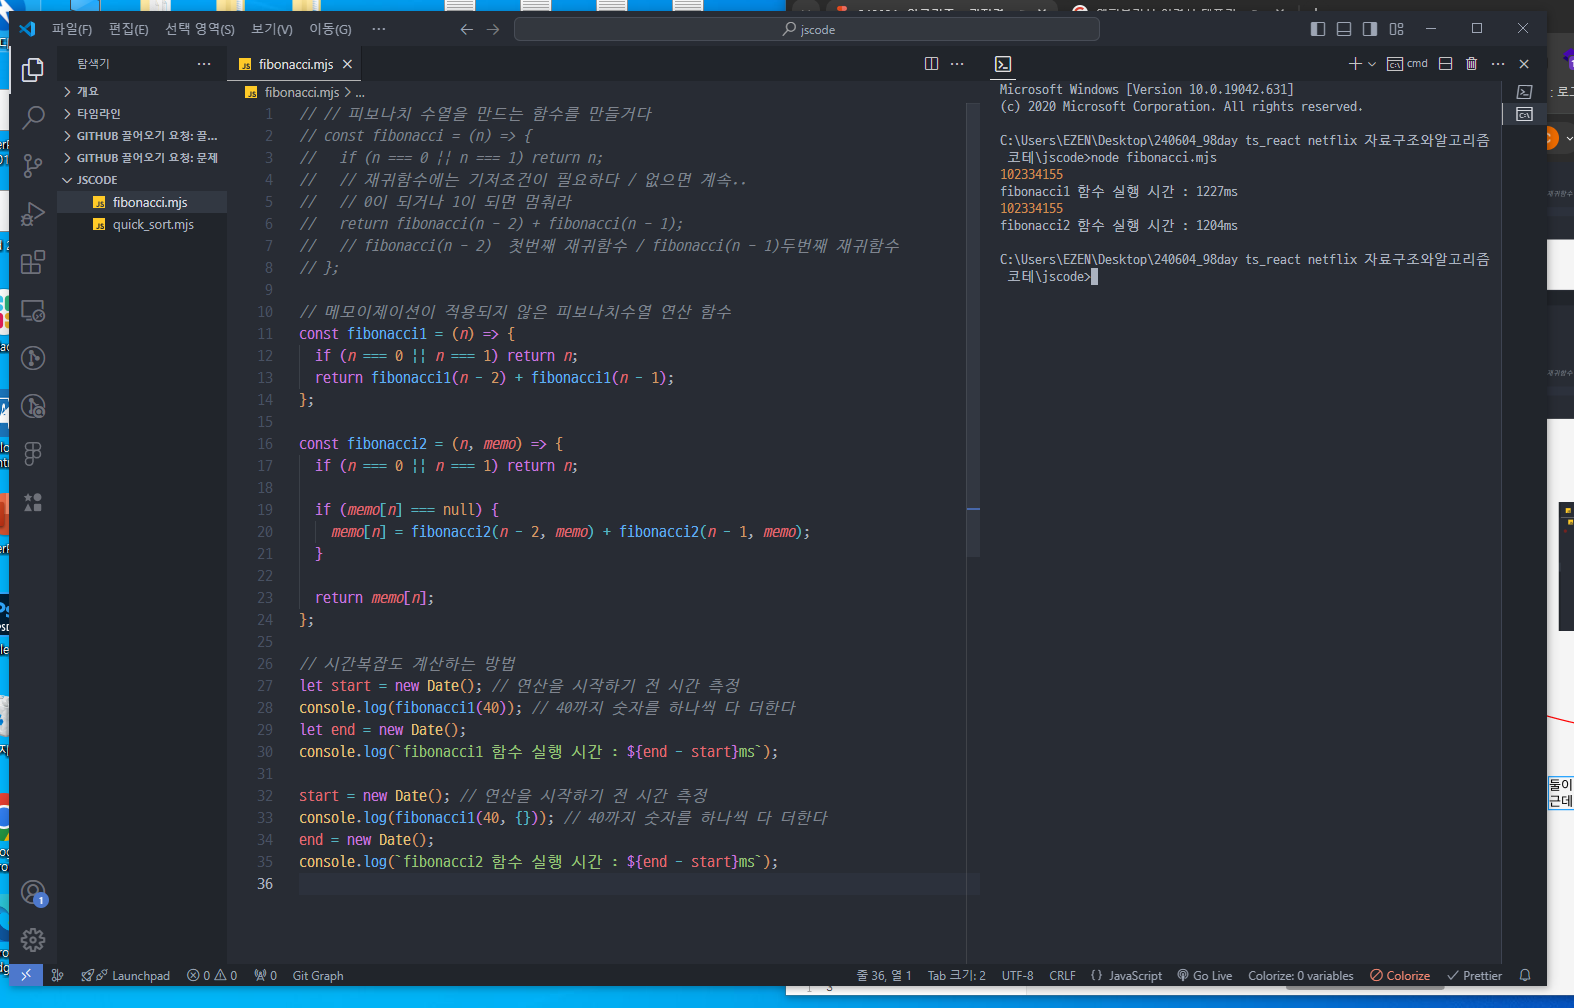 파일(F) 편집(E) 선택 영역(S) 보기(V) 이동(G) ··· jscode
탐색기 ···
fibonacci.mjs
cmd
개요
타임라인
GITHUB 끌어오기 요청: 끌...
GITHUB 끌어오기 요청: 문제
JSCODE
fibonacci.mjs
quick_sort.mjs
fibonacci.mjs > ...
1 // // 피보나치 수열을 만드는 함수를 만들거다
2 // const fibonacci = (n) => {
3 //   if (n === 0 || n === 1) return n;
4 //   // 재귀함수에는 기저조건이 필요하다 / 없으면 계속..
5 //   // 0이 되거나 1이 되면 멈춰라
6 //   return fibonacci(n - 2) + fibonacci(n - 1);
7 //   // fibonacci(n - 2)  첫번째 재귀함수 / fibonacci(n - 1)두번째 재귀함수
8 // };
9
10 // 메모이제이션이 적용되지 않은 피보나치수열 연산 함수
11 const fibonacci1 = (n) => {
12   if (n === 0 || n === 1) return n;
13   return fibonacci1(n - 2) + fibonacci1(n - 1);
14 };
15
16 const fibonacci2 = (n, memo) => {
17   if (n === 0 || n === 1) return n;
18
19   if (memo[n] === null) {
20     memo[n] = fibonacci2(n - 2, memo) + fibonacci2(n - 1, memo);
21   }
22
23   return memo[n];
24 };
25
26 // 시간복잡도 계산하는 방법
27 let start = new Date(); // 연산을 시작하기 전 시간 측정
28 console.log(fibonacci1(40)); // 40까지 숫자를 하나씩 다 더한다
29 let end = new Date();
30 console.log(`fibonacci1 함수 실행 시간 : ${end - start}ms`);
31
32 start = new Date(); // 연산을 시작하기 전 시간 측정
33 console.log(fibonacci1(40, {})); // 40까지 숫자를 하나씩 다 더한다
34 end = new Date();
35 console.log(`fibonacci2 함수 실행 시간 : ${end - start}ms`);
36
Microsoft Windows [Version 10.0.19042.631]
(c) 2020 Microsoft Corporation. All rights reserved.
C:\Users\EZEN\Desktop\240604_98day ts_react netflix 자료구조와알고리즘
코테\jscode>node fibonacci.mjs
102334155
fibonacci1 함수 실행 시간 : 1227ms
102334155
fibonacci2 함수 실행 시간 : 1204ms
C:\Users\EZEN\Desktop\240604_98day ts_react netflix 자료구조와알고리즘
코테\jscode>
: 로그
둘이
근데
1
Launchpad 0 0 0 Git Graph 줄 36, 열 1 Tab 크기: 2 UTF-8 CRLF {} JavaScript Go Live Colorize: 0 variables Colorize Prettier